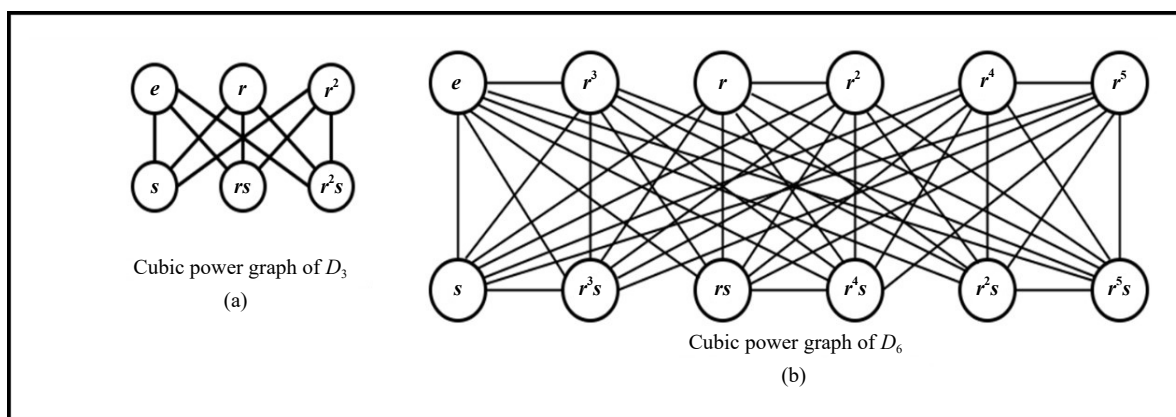 e r r²
s rs r²s
Cubic power graph of D₃
(a)
e r³ r r² r⁴ r⁵
s r³s rs r⁴s r²s r⁵s
Cubic power graph of D₆
(b)